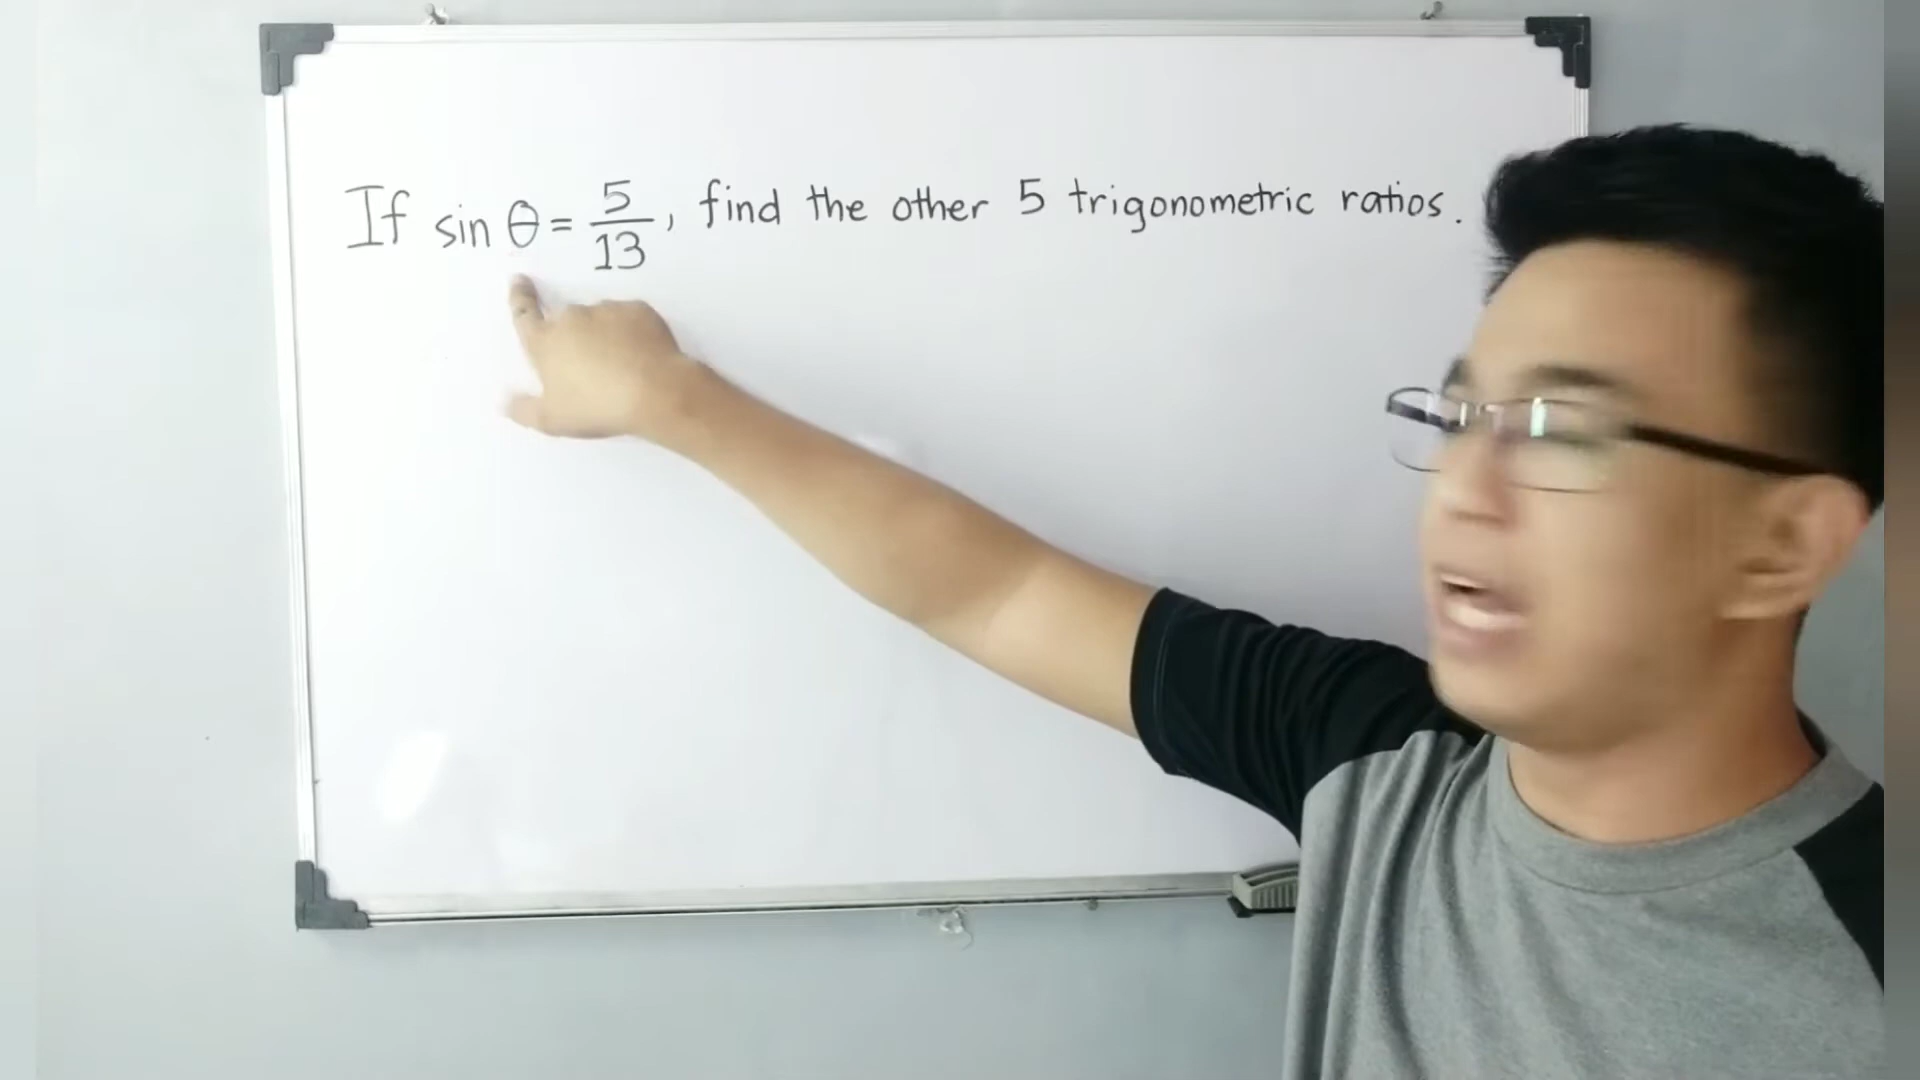 If sin θ = 5/13, find the other 5 trigonometric ratios.